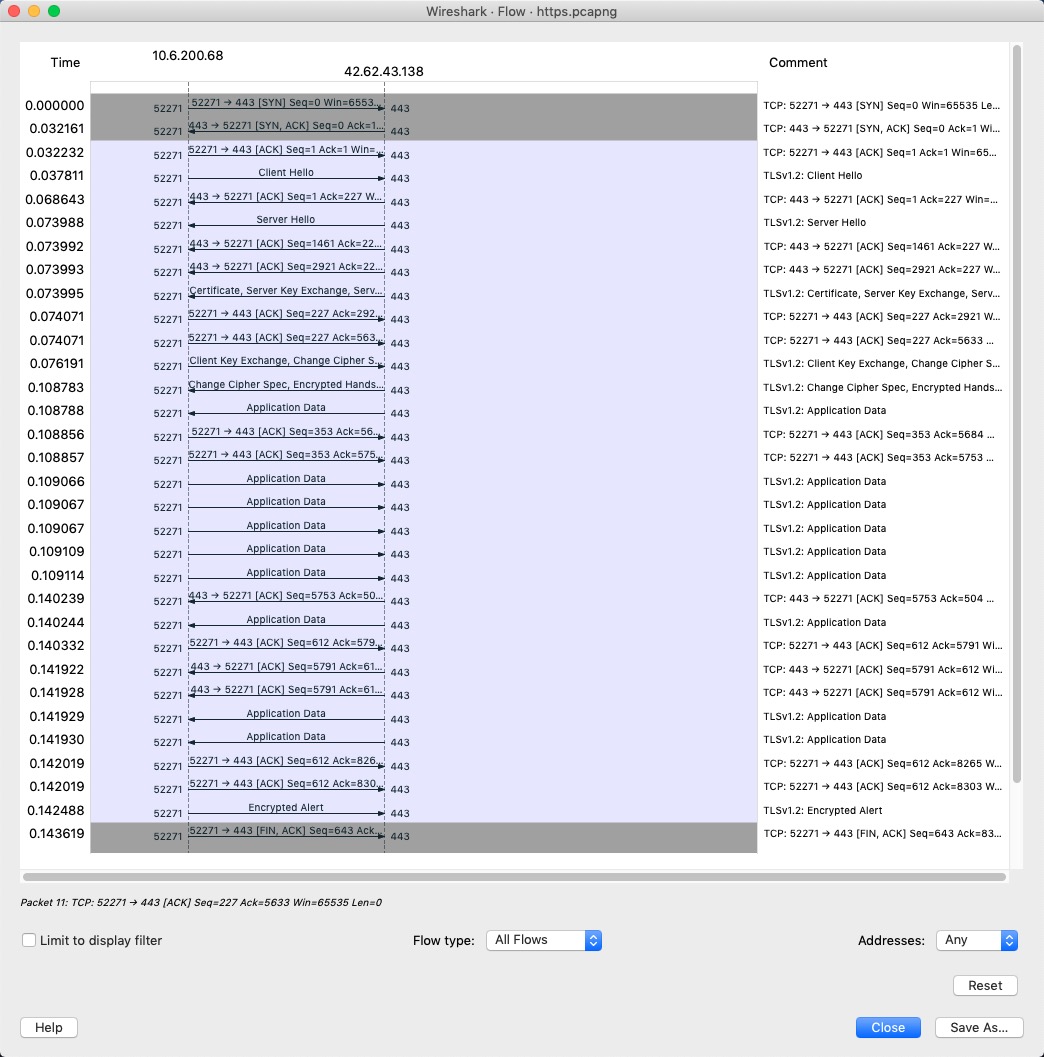 Wireshark · Flow · https.pcapng
10.6.200.68
Time
42.62.43.138
Comment
0.000000 52271 52271 → 443 [SYN] Seq=0 Win=6553... 443 TCP: 52271 → 443 [SYN] Seq=0 Win=65535 Le...
0.032161 52271 443 → 52271 [SYN, ACK] Seq=0 Ack=1... 443 TCP: 443 → 52271 [SYN, ACK] Seq=0 Ack=1 Wi...
0.032232 52271 52271 → 443 [ACK] Seq=1 Ack=1 Win=... 443 TCP: 52271 → 443 [ACK] Seq=1 Ack=1 Win=65...
0.037811 52271 Client Hello 443 TLSv1.2: Client Hello
0.068643 52271 443 → 52271 [ACK] Seq=1 Ack=227 W... 443 TCP: 443 → 52271 [ACK] Seq=1 Ack=227 Win=...
0.073988 52271 Server Hello 443 TLSv1.2: Server Hello
0.073992 52271 443 → 52271 [ACK] Seq=1461 Ack=22... 443 TCP: 443 → 52271 [ACK] Seq=1461 Ack=227 W...
0.073993 52271 443 → 52271 [ACK] Seq=2921 Ack=22... 443 TCP: 443 → 52271 [ACK] Seq=2921 Ack=227 W...
0.073995 52271 Certificate, Server Key Exchange, Serv... 443 TLSv1.2: Certificate, Server Key Exchange, Serv...
0.074071 52271 52271 → 443 [ACK] Seq=227 Ack=292... 443 TCP: 52271 → 443 [ACK] Seq=227 Ack=2921 W...
0.074071 52271 52271 → 443 [ACK] Seq=227 Ack=563... 443 TCP: 52271 → 443 [ACK] Seq=227 Ack=5633 ...
0.076191 52271 Client Key Exchange, Change Cipher S... 443 TLSv1.2: Client Key Exchange, Change Cipher S...
0.108783 52271 Change Cipher Spec, Encrypted Hands... 443 TLSv1.2: Change Cipher Spec, Encrypted Hands...
0.108788 52271 Application Data 443 TLSv1.2: Application Data
0.108856 52271 52271 → 443 [ACK] Seq=353 Ack=56... 443 TCP: 52271 → 443 [ACK] Seq=353 Ack=5684 ...
0.108857 52271 52271 → 443 [ACK] Seq=353 Ack=575... 443 TCP: 52271 → 443 [ACK] Seq=353 Ack=5753 ...
0.109066 52271 Application Data 443 TLSv1.2: Application Data
0.109067 52271 Application Data 443 TLSv1.2: Application Data
0.109067 52271 Application Data 443 TLSv1.2: Application Data
0.109109 52271 Application Data 443 TLSv1.2: Application Data
0.109114 52271 Application Data 443 TLSv1.2: Application Data
0.140239 52271 443 → 52271 [ACK] Seq=5753 Ack=50... 443 TCP: 443 → 52271 [ACK] Seq=5753 Ack=504 ...
0.140244 52271 Application Data 443 TLSv1.2: Application Data
0.140332 52271 52271 → 443 [ACK] Seq=612 Ack=579... 443 TCP: 52271 → 443 [ACK] Seq=612 Ack=5791 Wi...
0.141922 52271 443 → 52271 [ACK] Seq=5791 Ack=61... 443 TCP: 443 → 52271 [ACK] Seq=5791 Ack=612 Wi...
0.141928 52271 443 → 52271 [ACK] Seq=5791 Ack=61... 443 TCP: 443 → 52271 [ACK] Seq=5791 Ack=612 Wi...
0.141929 52271 Application Data 443 TLSv1.2: Application Data
0.141930 52271 Application Data 443 TLSv1.2: Application Data
0.142019 52271 52271 → 443 [ACK] Seq=612 Ack=826... 443 TCP: 52271 → 443 [ACK] Seq=612 Ack=8265 W...
0.142019 52271 52271 → 443 [ACK] Seq=612 Ack=830... 443 TCP: 52271 → 443 [ACK] Seq=612 Ack=8303 W...
0.142488 52271 Encrypted Alert 443 TLSv1.2: Encrypted Alert
0.143619 52271 52271 → 443 [FIN, ACK] Seq=643 Ack... 443 TCP: 52271 → 443 [FIN, ACK] Seq=643 Ack=83...
Packet 11: TCP: 52271 → 443 [ACK] Seq=227 Ack=5633 Win=65535 Len=0
Limit to display filter Flow type: All Flows Addresses: Any
Reset
Help Close Save As...